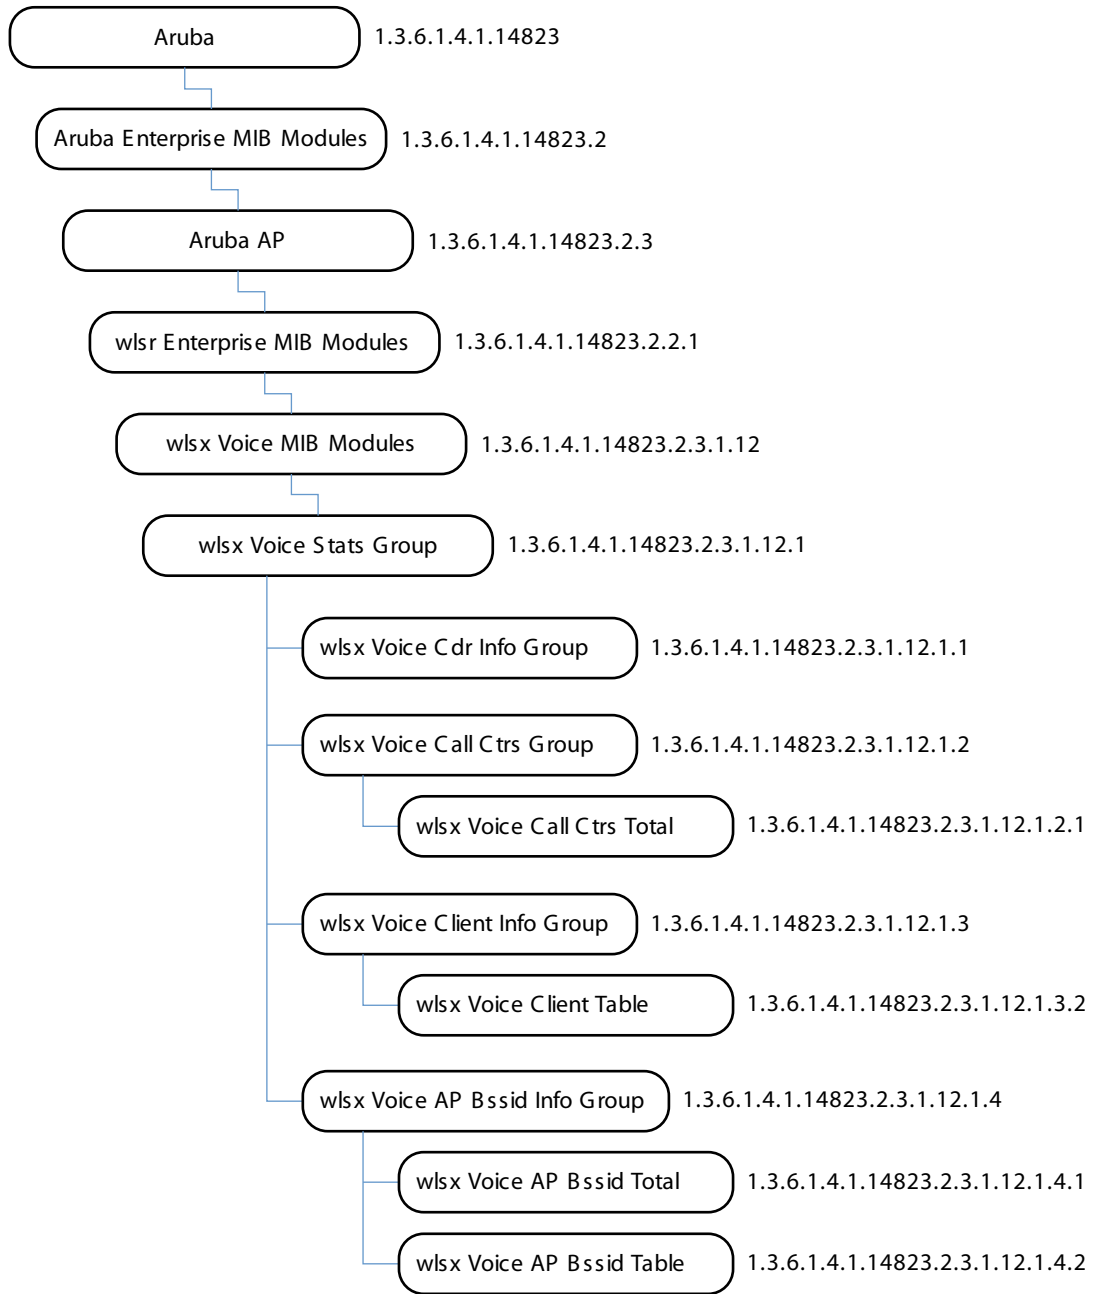 Aruba 1.3.6.1.4.1.14823
Aruba Enterprise MIB Modules 1.3.6.1.4.1.14823.2
Aruba AP 1.3.6.1.4.1.14823.2.3
wlsr Enterprise MIB Modules 1.3.6.1.4.1.14823.2.2.1
wlsx Voice MIB Modules 1.3.6.1.4.1.14823.2.3.1.12
wlsx Voice Stats Group 1.3.6.1.4.1.14823.2.3.1.12.1
wlsx Voice Cdr Info Group 1.3.6.1.4.1.14823.2.3.1.12.1.1
wlsx Voice Call Ctrs Group 1.3.6.1.4.1.14823.2.3.1.12.1.2
wlsx Voice Call Ctrs Total 1.3.6.1.4.1.14823.2.3.1.12.1.2.1
wlsx Voice Client Info Group 1.3.6.1.4.1.14823.2.3.1.12.1.3
wlsx Voice Client Table 1.3.6.1.4.1.14823.2.3.1.12.1.3.2
wlsx Voice AP Bssid Info Group 1.3.6.1.4.1.14823.2.3.1.12.1.4
wlsx Voice AP Bssid Total 1.3.6.1.4.1.14823.2.3.1.12.1.4.1
wlsx Voice AP Bssid Table 1.3.6.1.4.1.14823.2.3.1.12.1.4.2